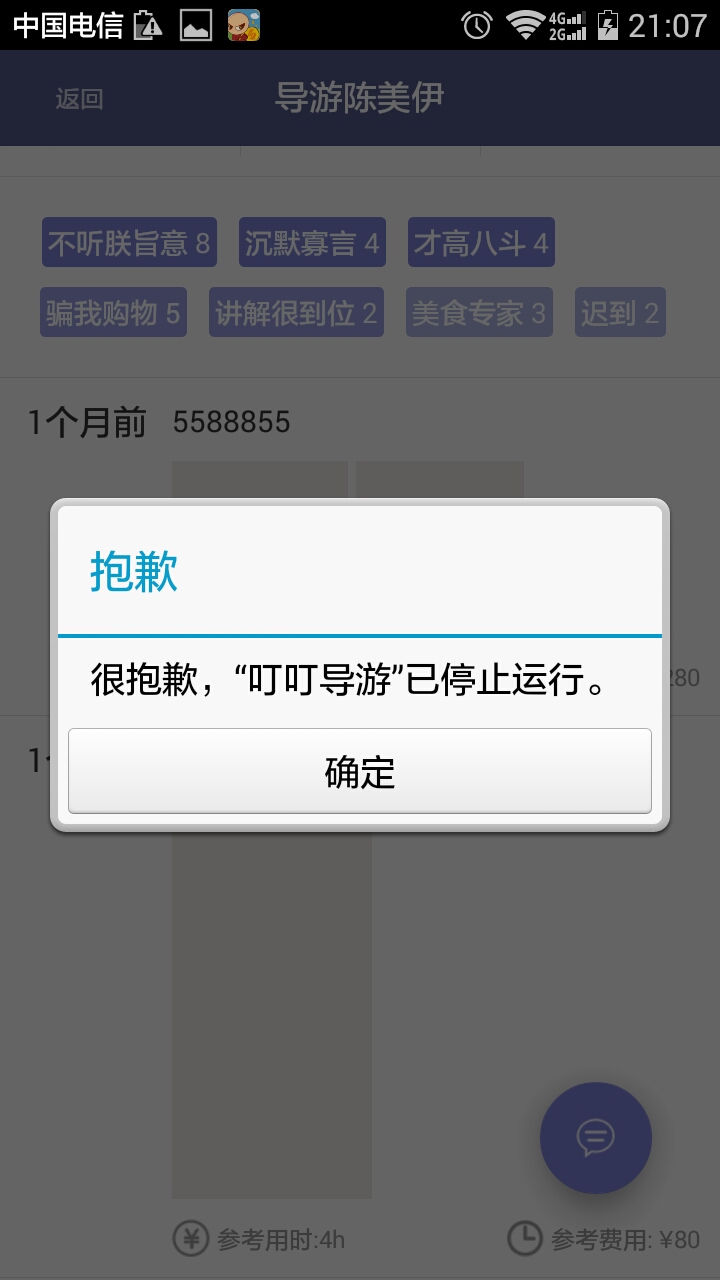 中国电信 4G 2G 21:07
返回 导游陈美伊
不听朕旨意 8 沉默寡言 4 才高八斗 4
骗我购物 5 讲解很到位 2 美食专家 3 迟到 2
1个月前 5588855
抱歉
很抱歉，“叮叮导游”已停止运行。
280
确定
参考用时:4h 参考费用: ¥80